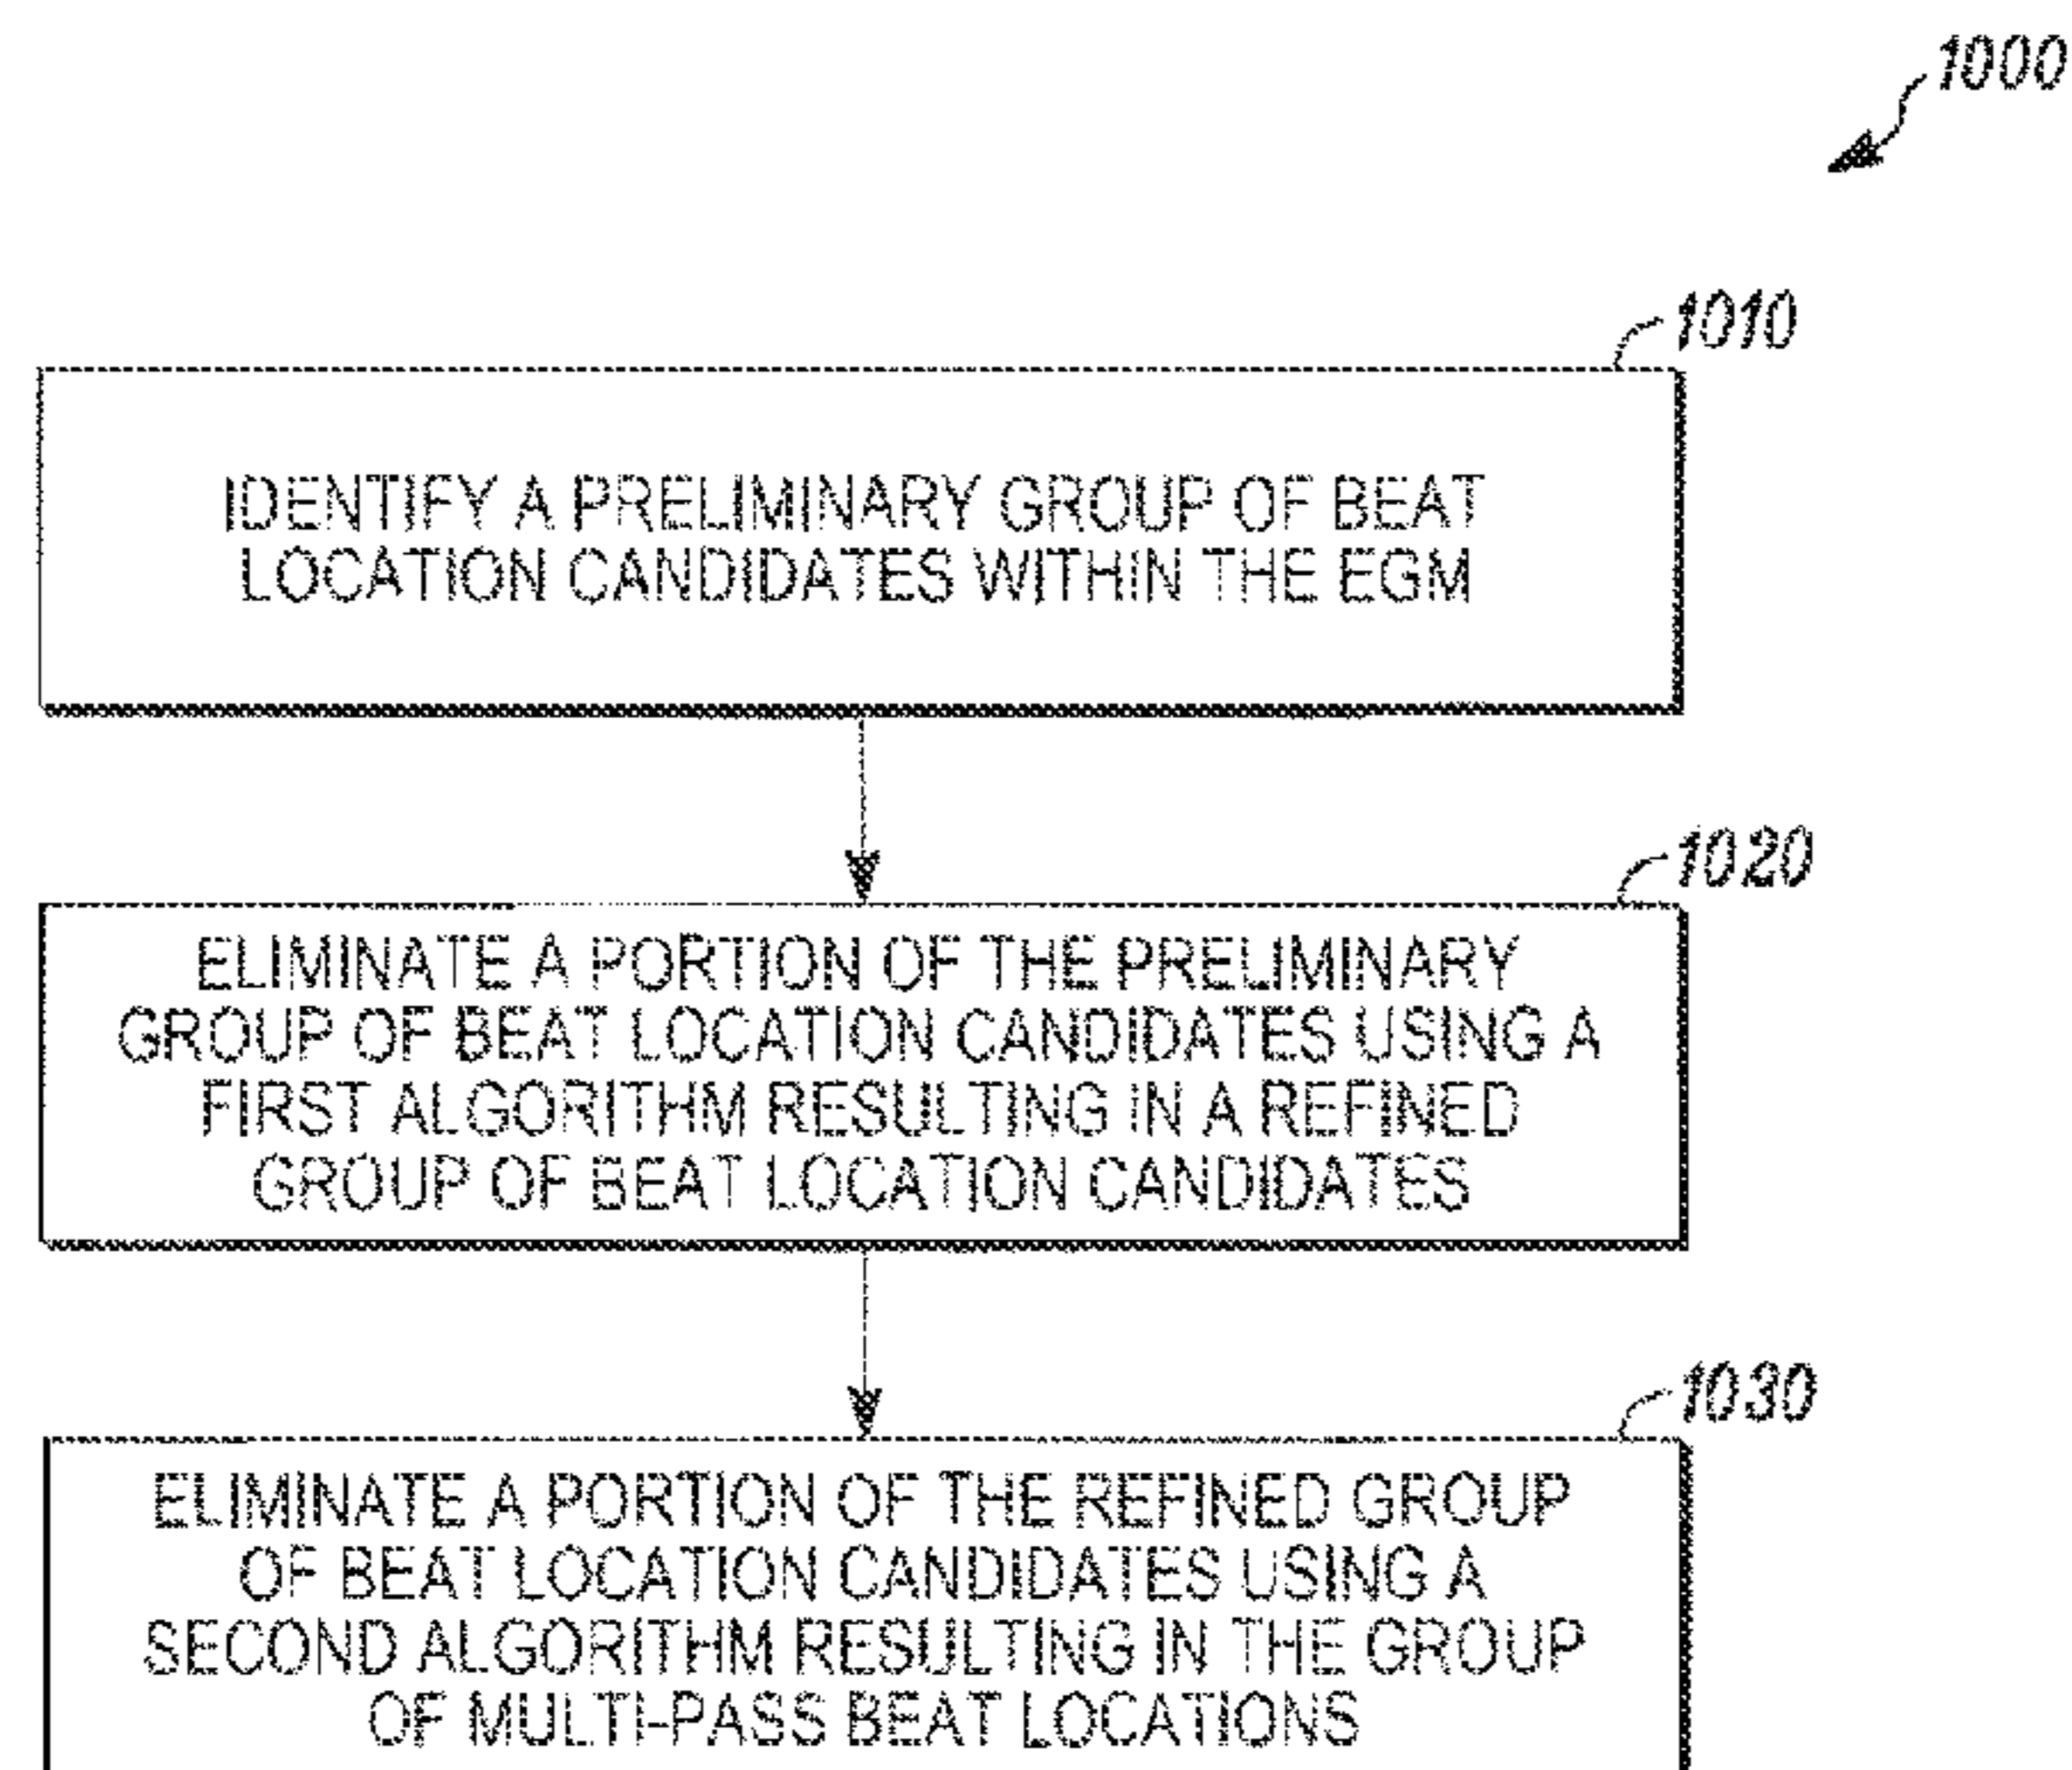 1000
1010
IDENTIFY A PRELIMINARY GROUP OF BEAT
LOCATION CANDIDATES WITHIN THE EGM
1020
ELIMINATE A PORTION OF THE PRELIMINARY
GROUP OF BEAT LOCATION CANDIDATES USING A
FIRST ALGORITHM RESULTING IN A REFINED
GROUP OF BEAT LOCATION CANDIDATES
1030
ELIMINATE A PORTION OF THE REFINED GROUP
OF BEAT LOCATION CANDIDATES USING A
SECOND ALGORITHM RESULTING IN THE GROUP
OF MULTI-PASS BEAT LOCATIONS